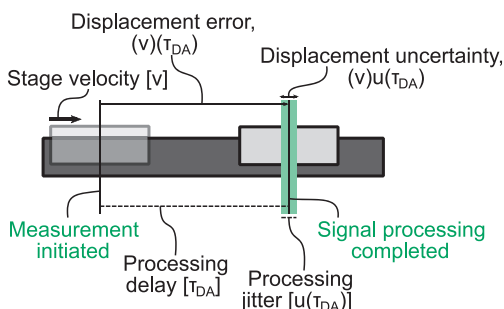 Displacement error,
(v)(τDA)
Displacement uncertainty,
(v)u(τDA)
Stage velocity [v]
Measurement
initiated
Signal processing
completed
Processing
delay [τDA]
Processing
jitter [u(τDA)]